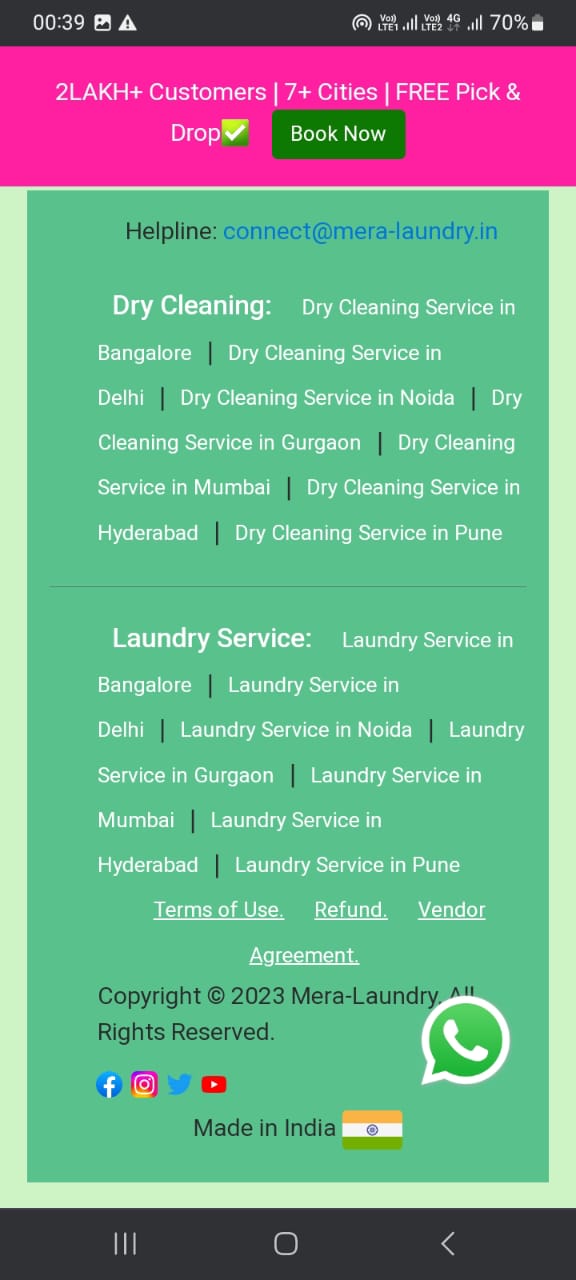 00:39 Vo)) LTE1 Vo)) LTE2 4G 70%
2LAKH+ Customers | 7+ Cities | FREE Pick &
Drop✅ Book Now
Helpline: connect@mera-laundry.in
Dry Cleaning: Dry Cleaning Service in
Bangalore | Dry Cleaning Service in
Delhi | Dry Cleaning Service in Noida | Dry
Cleaning Service in Gurgaon | Dry Cleaning
Service in Mumbai | Dry Cleaning Service in
Hyderabad | Dry Cleaning Service in Pune
Laundry Service: Laundry Service in
Bangalore | Laundry Service in
Delhi | Laundry Service in Noida | Laundry
Service in Gurgaon | Laundry Service in
Mumbai | Laundry Service in
Hyderabad | Laundry Service in Pune
Terms of Use. Refund. Vendor
Agreement.
Copyright © 2023 Mera-Laundry. All
Rights Reserved.
Made in India